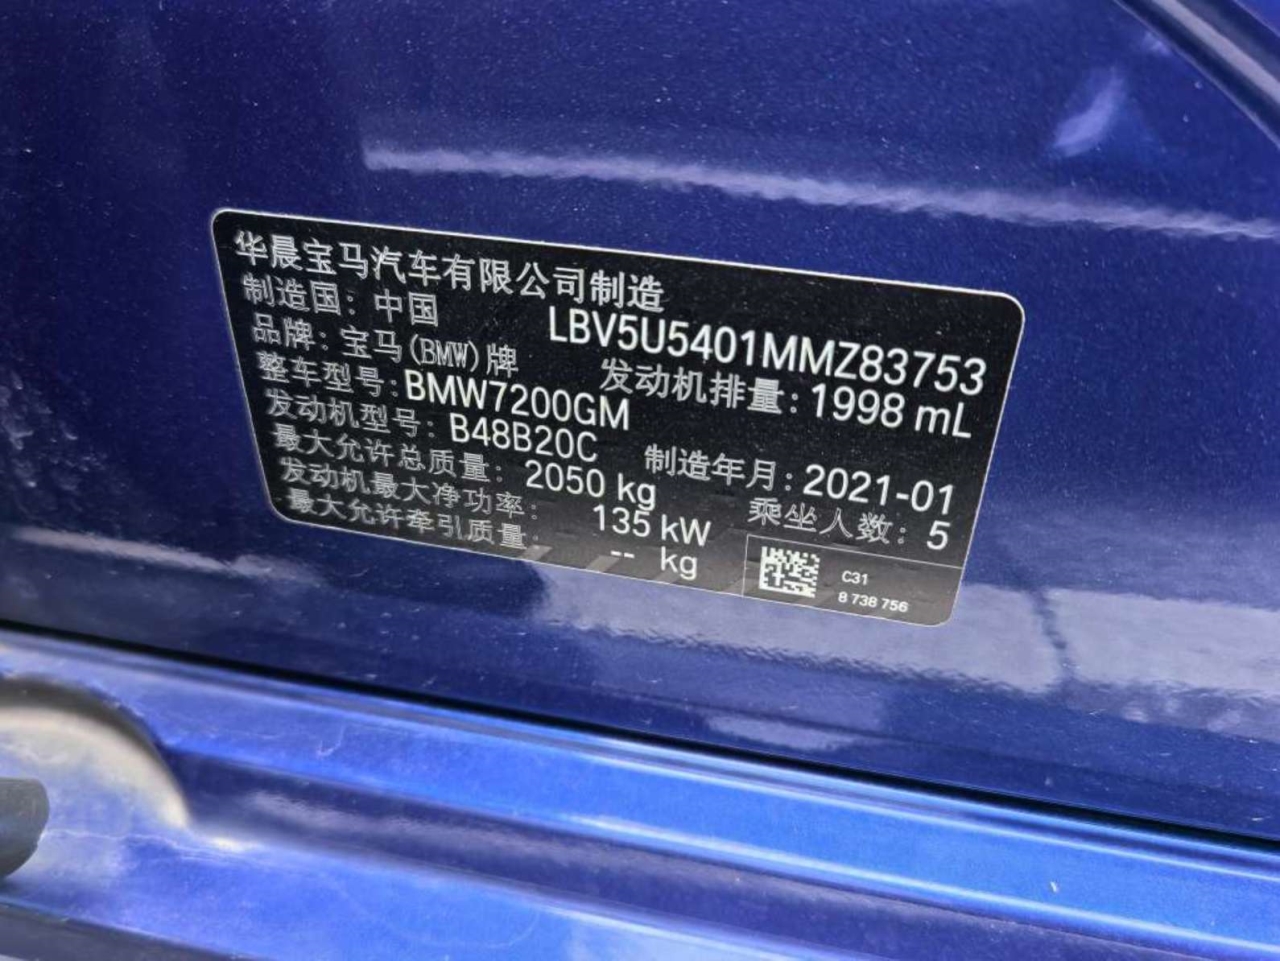 华晨宝马汽车有限公司制造
制造国：中国 LBV5U5401MMZ83753
品牌：宝马(BMW)牌 发动机排量：1998 mL
整车型号：BMW7200GM
发动机型号：B48B20C 制造年月：2021-01
最大允许总质量：2050 kg 乘坐人数：5
发动机最大净功率：135 kW
最大允许牵引质量：-- kg
C31
8 738 756